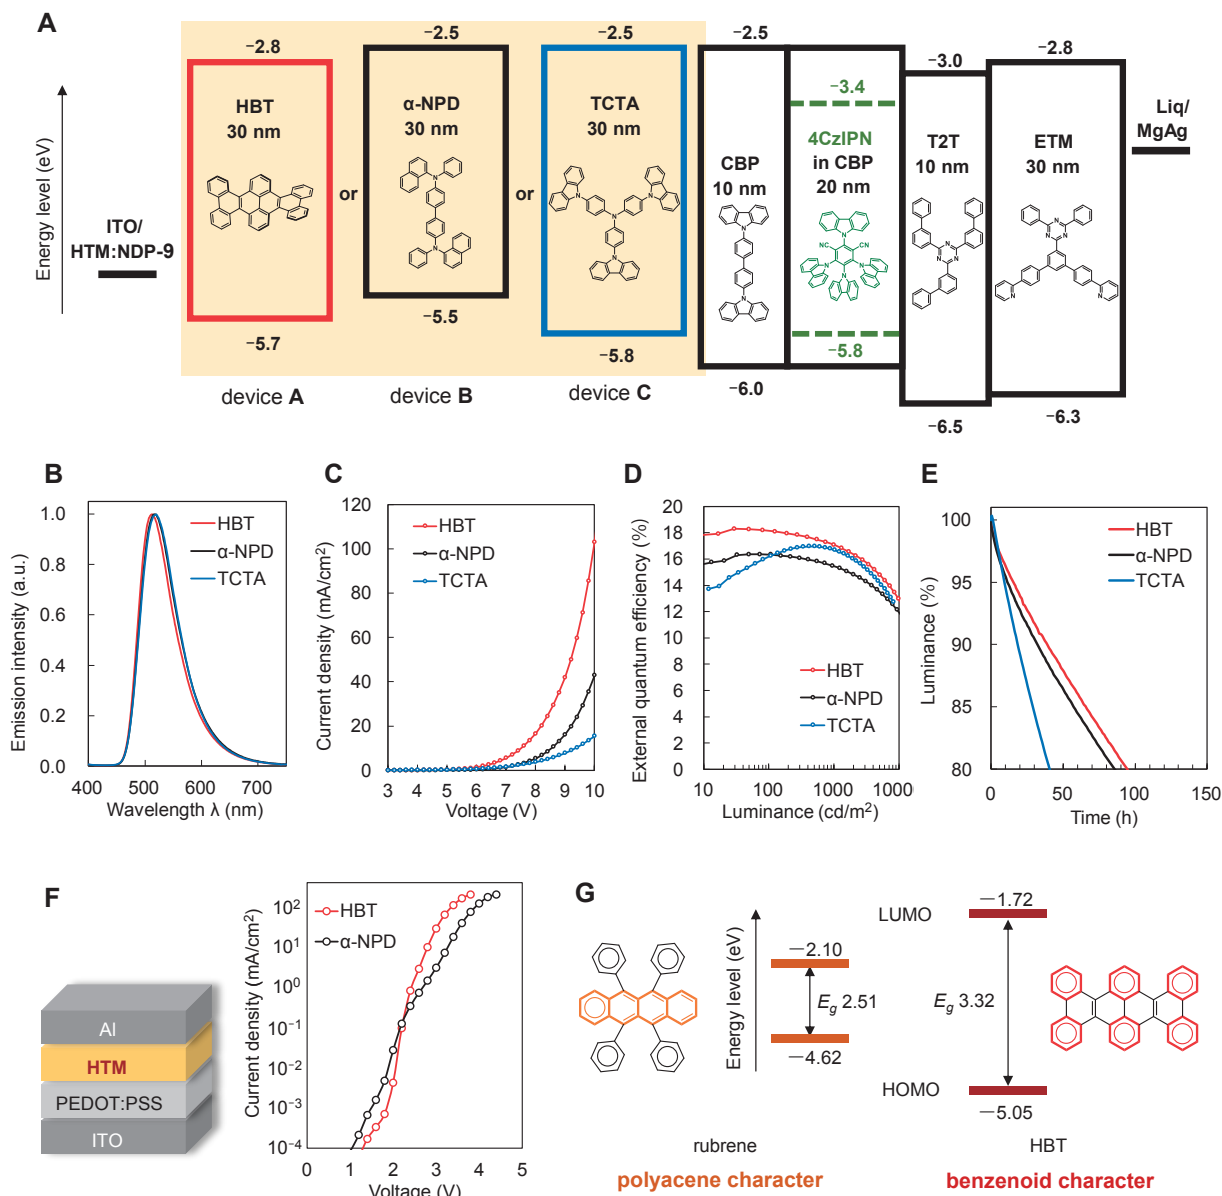 A
−2.8
−2.5
−2.5
−2.5
−3.0
−2.8
HBT
30 nm
α-NPD
30 nm
TCTA
30 nm
CBP
10 nm
−3.4
4CzIPN
in CBP
20 nm
T2T
10 nm
ETM
30 nm
Liq/
MgAg
Energy level (eV)
ITO/
HTM:NDP-9
or
or
N
N
N
N
N
N
N
N
CN
NC
N
N
N
N
N
N
N
N
N
N
N
N
−5.7
−5.5
−5.8
−6.0
−5.8
−6.5
−6.3
device A
device B
device C
B
Emission intensity (a.u.)
1.0
0.8
0.6
0.4
0.2
0.0
HBT
α-NPD
TCTA
400 500 600 700
Wavelength λ (nm)
C
Current density (mA/cm2)
120
100
80
60
40
20
0
HBT
α-NPD
TCTA
3 4 5 6 7 8 9 10
Voltage (V)
D
External quantum efficiency (%)
20
18
16
14
12
10
8
6
4
2
0
HBT
α-NPD
TCTA
10 100 1000 1000
Luminance (cd/m2)
E
Luminance (%)
100
95
90
85
80
HBT
α-NPD
TCTA
0 50 100 150
Time (h)
F
Al
HTM
PEDOT:PSS
ITO
Current density (mA/cm2)
102
101
100
10−1
10−2
10−3
10−4
HBT
α-NPD
0 1 2 3 4 5
Voltage (V)
G
Energy level (eV)
−2.10
Eg 2.51
−4.62
rubrene
polyacene character
LUMO
−1.72
Eg 3.32
HOMO
−5.05
HBT
benzenoid character